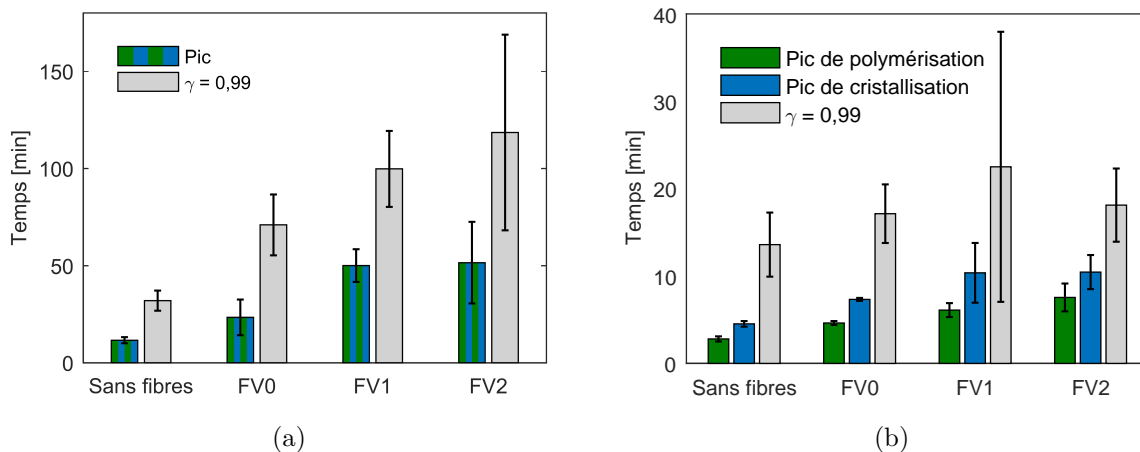 Temps [min]
150
100
50
0
Pic
γ = 0,99
Sans fibres FV0 FV1 FV2
(a)
Temps [min]
40
30
20
10
0
Pic de polymérisation
Pic de cristallisation
γ = 0,99
Sans fibres FV0 FV1 FV2
(b)